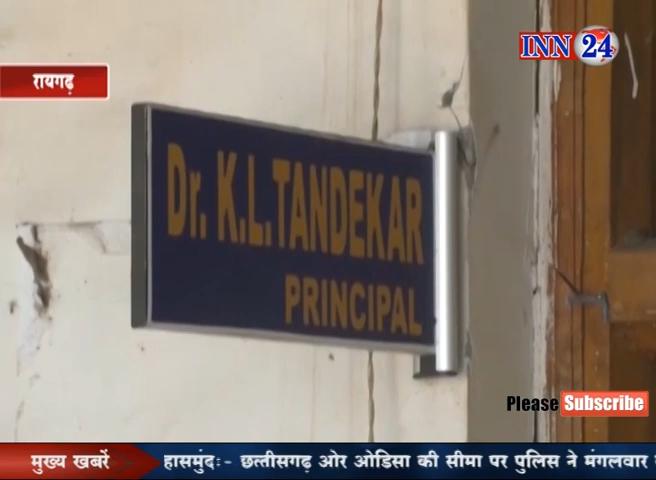 INN 24
रायगढ़
Dr. K.L.TANDEKAR
PRINCIPAL
Please Subscribe
मुख्य खबरें
हासमुंदः- छत्तीसगढ़ ओर ओडिसा की सीमा पर पुलिस ने मंगलवार